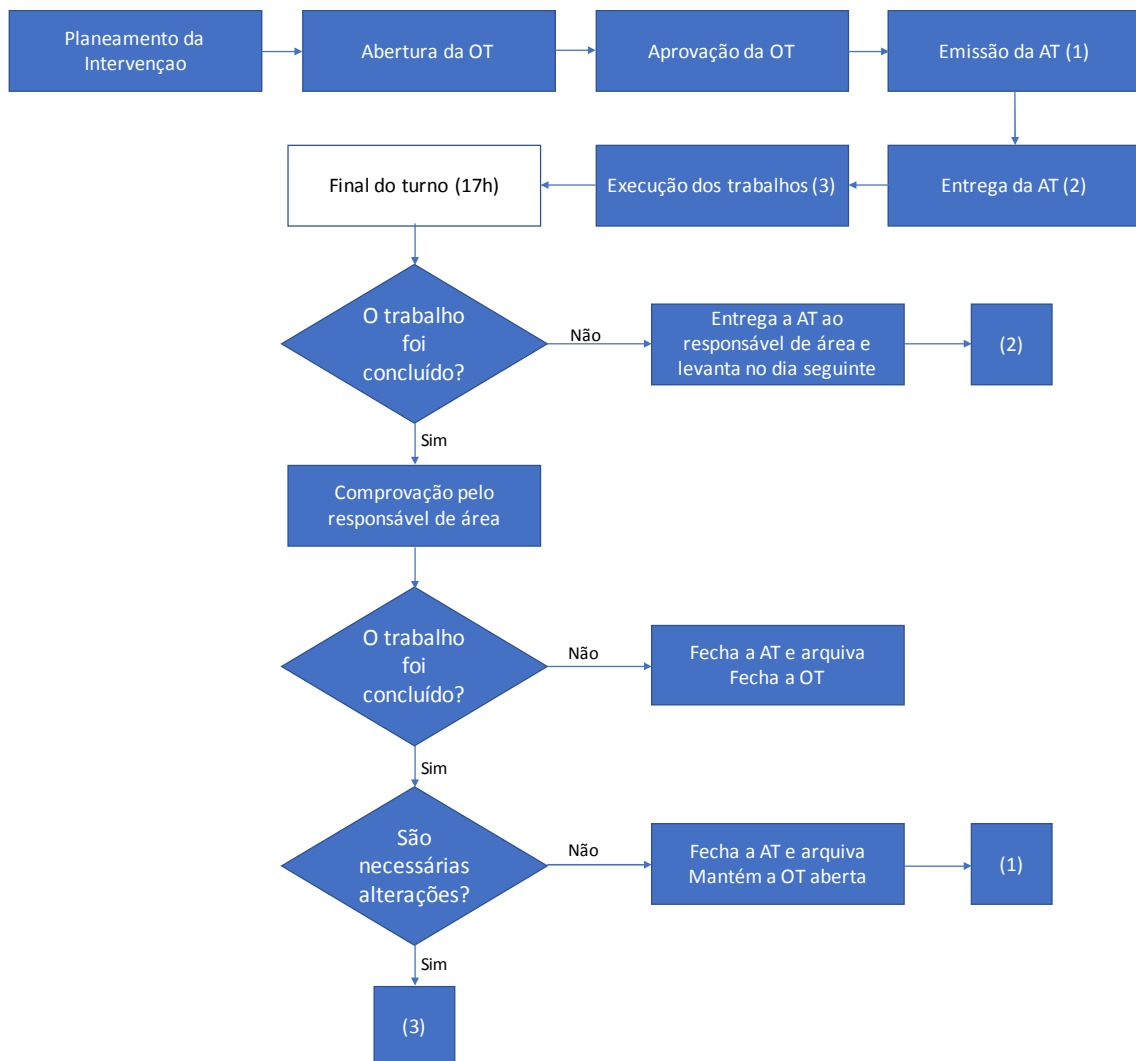 Planeamento da
Intervençao
Abertura da OT
Aprovação da OT
Emissão da AT (1)
Final do turno (17h)
Execução dos trabalhos (3)
Entrega da AT (2)
O trabalho
foi
concluído?
Não
Entrega a AT ao
responsável de área e
levanta no dia seguinte
(2)
Sim
Comprovação pelo
responsável de área
O trabalho
foi
concluído?
Não
Fecha a AT e arquiva
Fecha a OT
Sim
São
necessárias
alterações?
Não
Fecha a AT e arquiva
Mantém a OT aberta
(1)
Sim
(3)